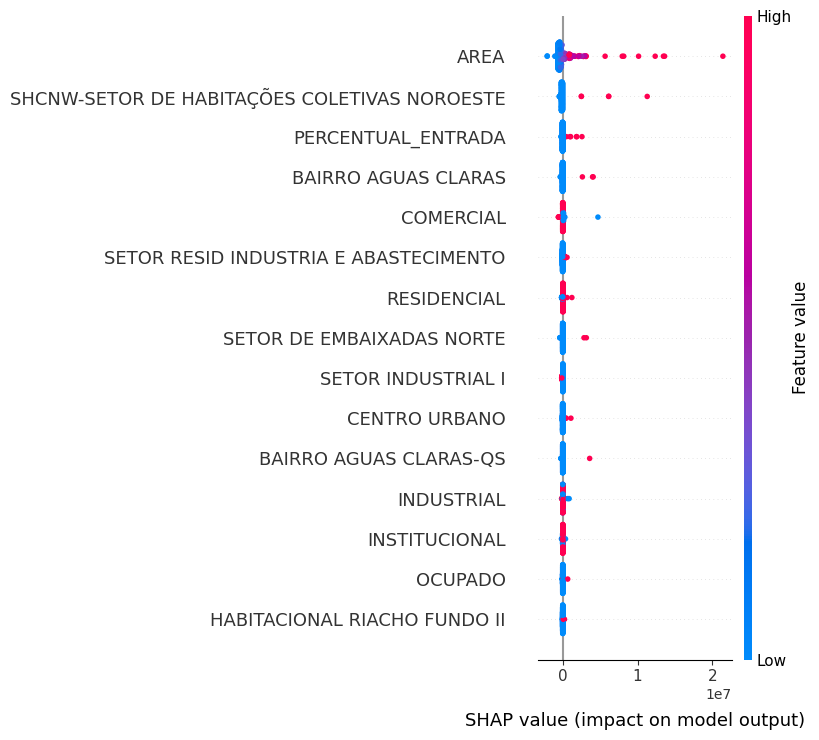 High
AREA
SHCNW-SETOR DE HABITAÇÕES COLETIVAS NOROESTE
PERCENTUAL_ENTRADA
BAIRRO AGUAS CLARAS
COMERCIAL
SETOR RESID INDUSTRIA E ABASTECIMENTO
RESIDENCIAL
SETOR DE EMBAIXADAS NORTE
SETOR INDUSTRIAL I
CENTRO URBANO
BAIRRO AGUAS CLARAS-QS
INDUSTRIAL
INSTITUCIONAL
OCUPADO
HABITACIONAL RIACHO FUNDO II
Feature value
Low
0 1 2
1e7
SHAP value (impact on model output)